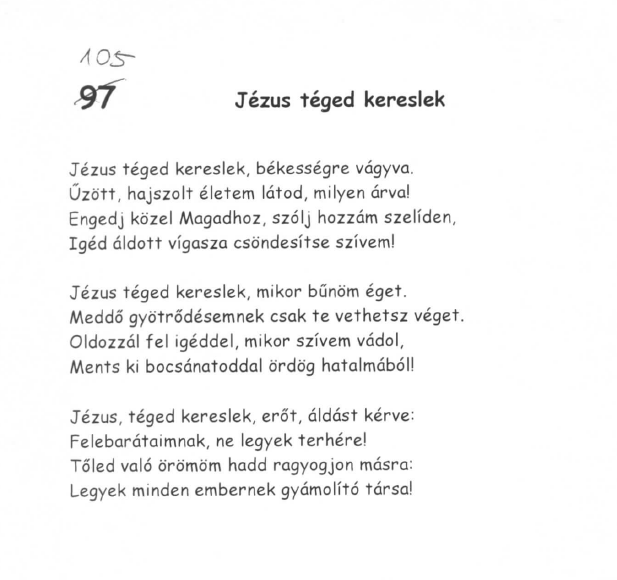 105
97
Jézus téged kereslek
Jézus téged kereslek, békességre vágyva.
Űzött, hajszolt életem látod, milyen árva!
Engedj közel Magadhoz, szólj hozzám szelíden,
Igéd áldott vígasza csöndesítse szívem!
Jézus téged kereslek, mikor bűnöm éget.
Meddő gyötrődésemnek csak te vethetsz véget.
Oldozzál fel igéddel, mikor szívem vádol,
Ments ki bocsánatoddal ördög hatalmából!
Jézus, téged kereslek, erőt, áldást kérve:
Felebarátaimnak, ne legyek terhére!
Tőled való örömöm hadd ragyogjon másra:
Legyek minden embernek gyámolító társa!